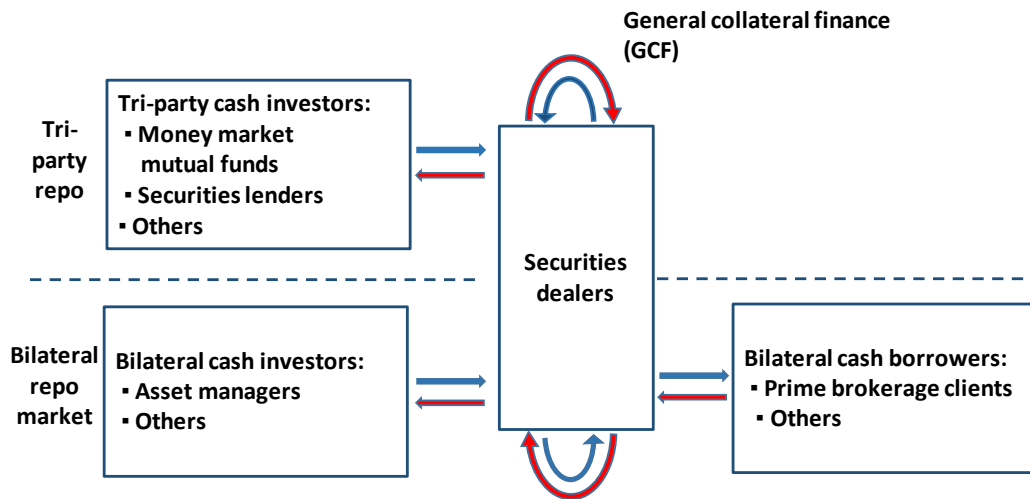 General collateral finance
(GCF)
Tri-
party
repo
Tri-party cash investors:
▪ Money market
mutual funds
▪ Securities lenders
▪ Others
Securities
dealers
Bilateral
repo
market
Bilateral cash investors:
▪ Asset managers
▪ Others
Bilateral cash borrowers:
▪ Prime brokerage clients
▪ Others